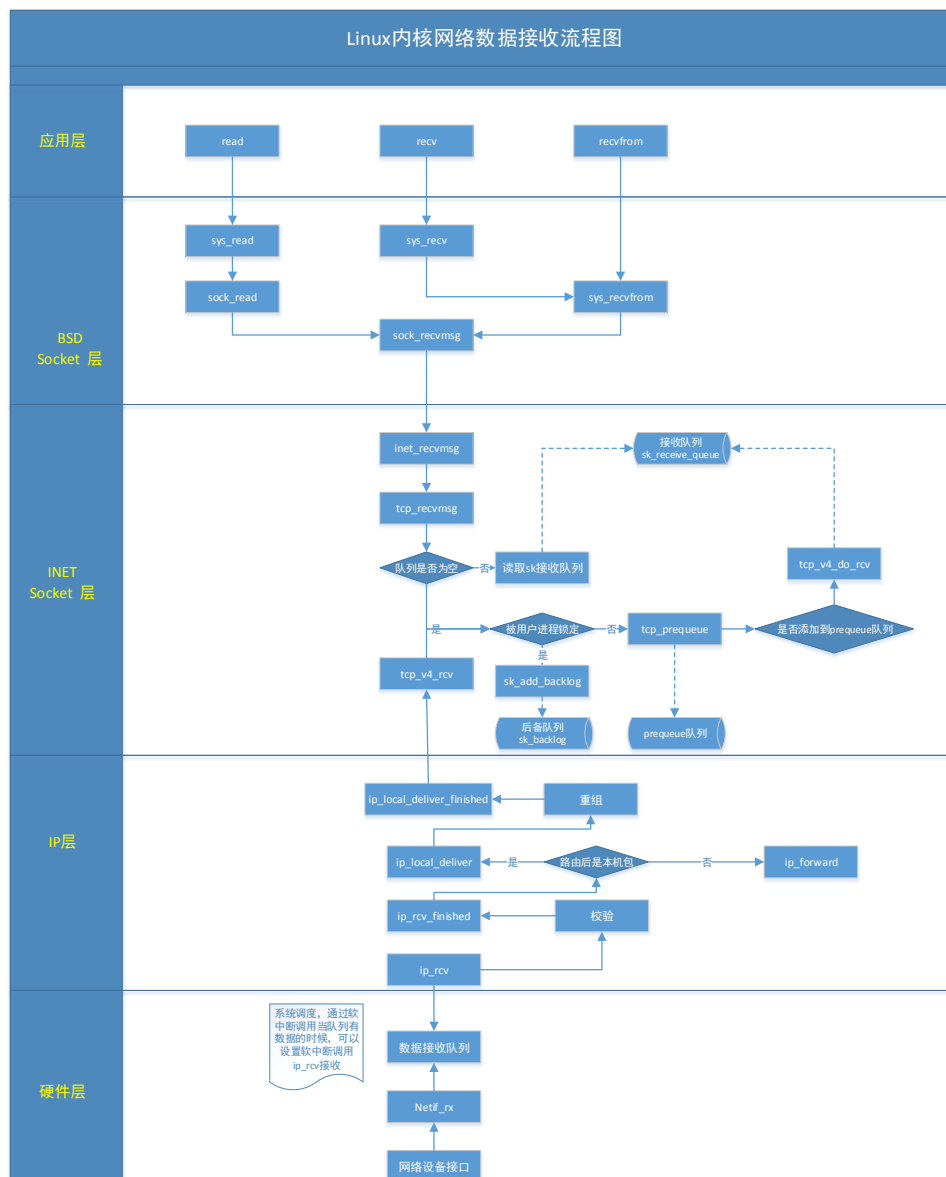 Linux内核网络数据接收流程图
应用层
read
recv
recvfrom
sys_read
sys_recv
sock_read
sys_recvfrom
BSD
Socket 层
sock_recvmsg
inet_recvmsg
接收队列
sk_receive_queue
tcp_recvmsg
队列是否为空
否
读取sk接收队列
tcp_v4_do_rcv
INET
Socket 层
是
被用户进程锁定
否
tcp_prequeue
是否添加到prequeue队列
是
tcp_v4_rcv
sk_add_backlog
后备队列
sk_backlog
prequeue队列
ip_local_deliver_finished
重组
IP层
ip_local_deliver
是
路由后是本机包
否
ip_forward
ip_rcv_finished
校验
ip_rcv
系统调度，通过软
中断调用当队列有
数据的时候，可以
设置软中断调用
ip_rcv接收
数据接收队列
硬件层
Netif_rx
网络设备接口